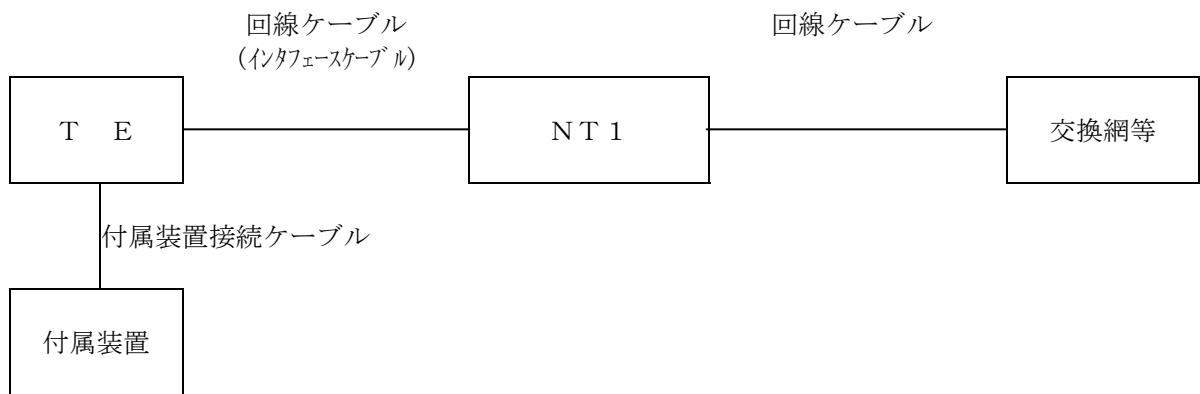 回線ケーブル
(ｲﾝﾀﾌｪｰｽｹｰﾌﾞﾙ)
回線ケーブル
Ｔ　Ｅ
ＮＴ１
交換網等
付属装置接続ケーブル
付属装置